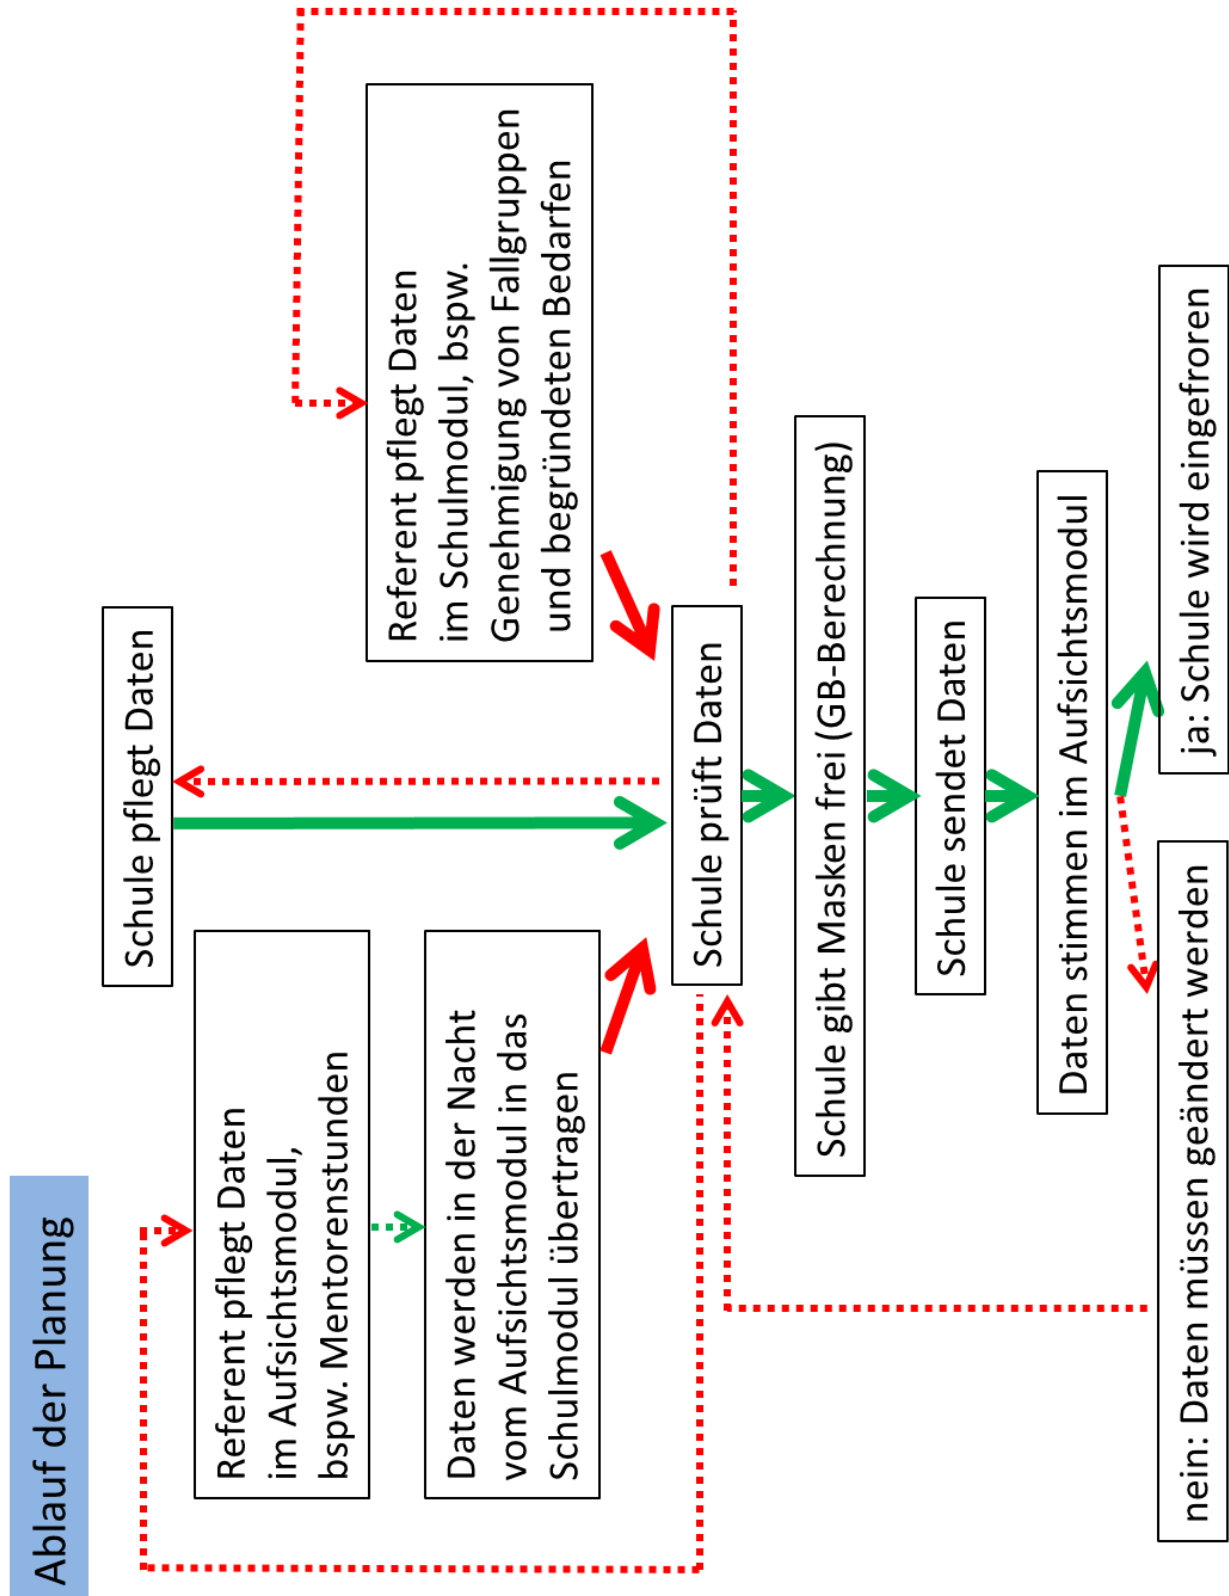 Ablauf der Planung
Schule pflegt Daten
Referent pflegt Daten
im Aufsichtsmodul,
bspw. Mentorenstunden
Referent pflegt Daten
im Schulmodul, bspw.
Genehmigung von Fallgruppen
und begründeten Bedarfen
Daten werden in der Nacht
vom Aufsichtsmodul in das
Schulmodul übertragen
Schule prüft Daten
Schule gibt Masken frei (GB-Berechnung)
Schule sendet Daten
Daten stimmen im Aufsichtsmodul
nein: Daten müssen geändert werden
ja: Schule wird eingefroren